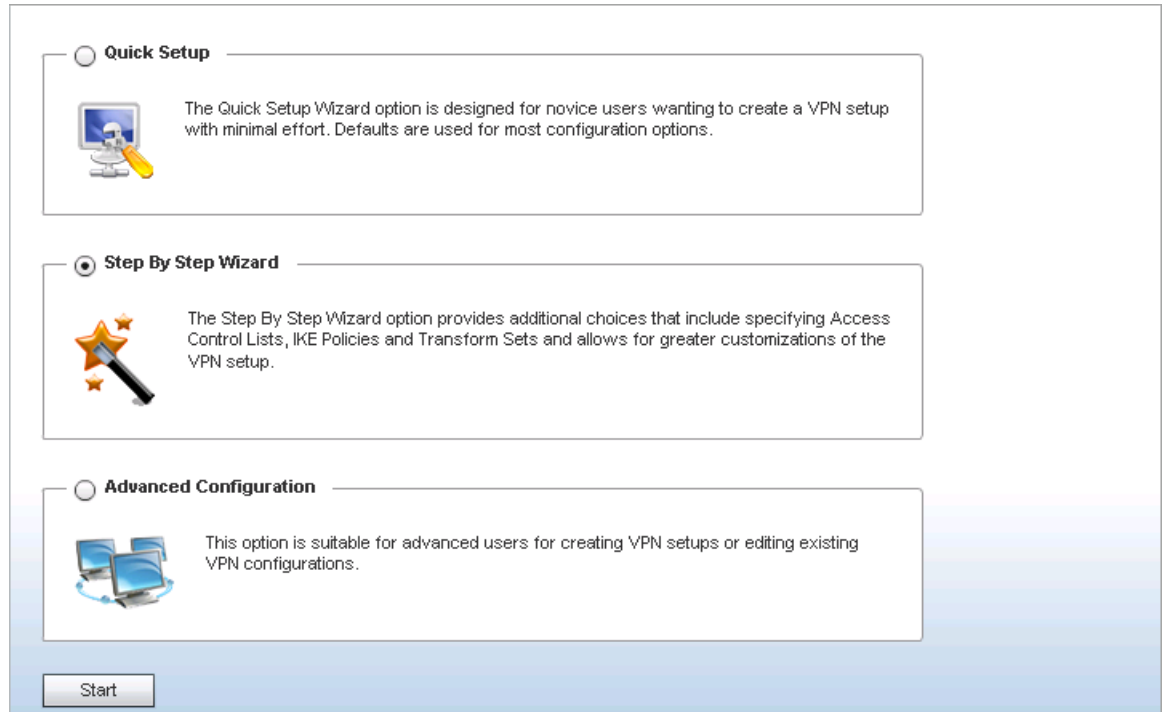 Quick Setup
The Quick Setup Wizard option is designed for novice users wanting to create a VPN setup
with minimal effort. Defaults are used for most configuration options.
Step By Step Wizard
The Step By Step Wizard option provides additional choices that include specifying Access
Control Lists, IKE Policies and Transform Sets and allows for greater customizations of the
VPN setup.
Advanced Configuration
This option is suitable for advanced users for creating VPN setups or editing existing
VPN configurations.
Start